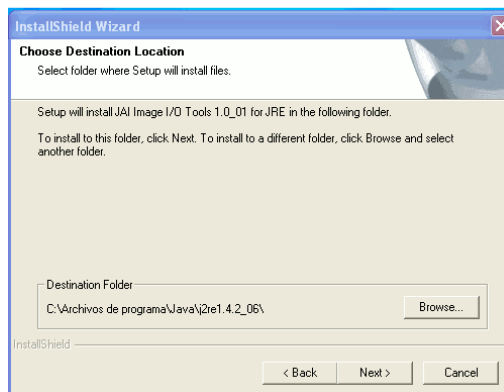 InstallShield Wizard
Choose Destination Location
Select folder where Setup will install files.
Setup will install JAI Image I/O Tools 1.0_01 for JRE in the following folder.
To install to this folder, click Next. To install to a different folder, click Browse and select
another folder.
Destination Folder
C:\Archivos de programa\Java\j2re1.4.2_06\
Browse...
InstallShield
< Back
Next >
Cancel